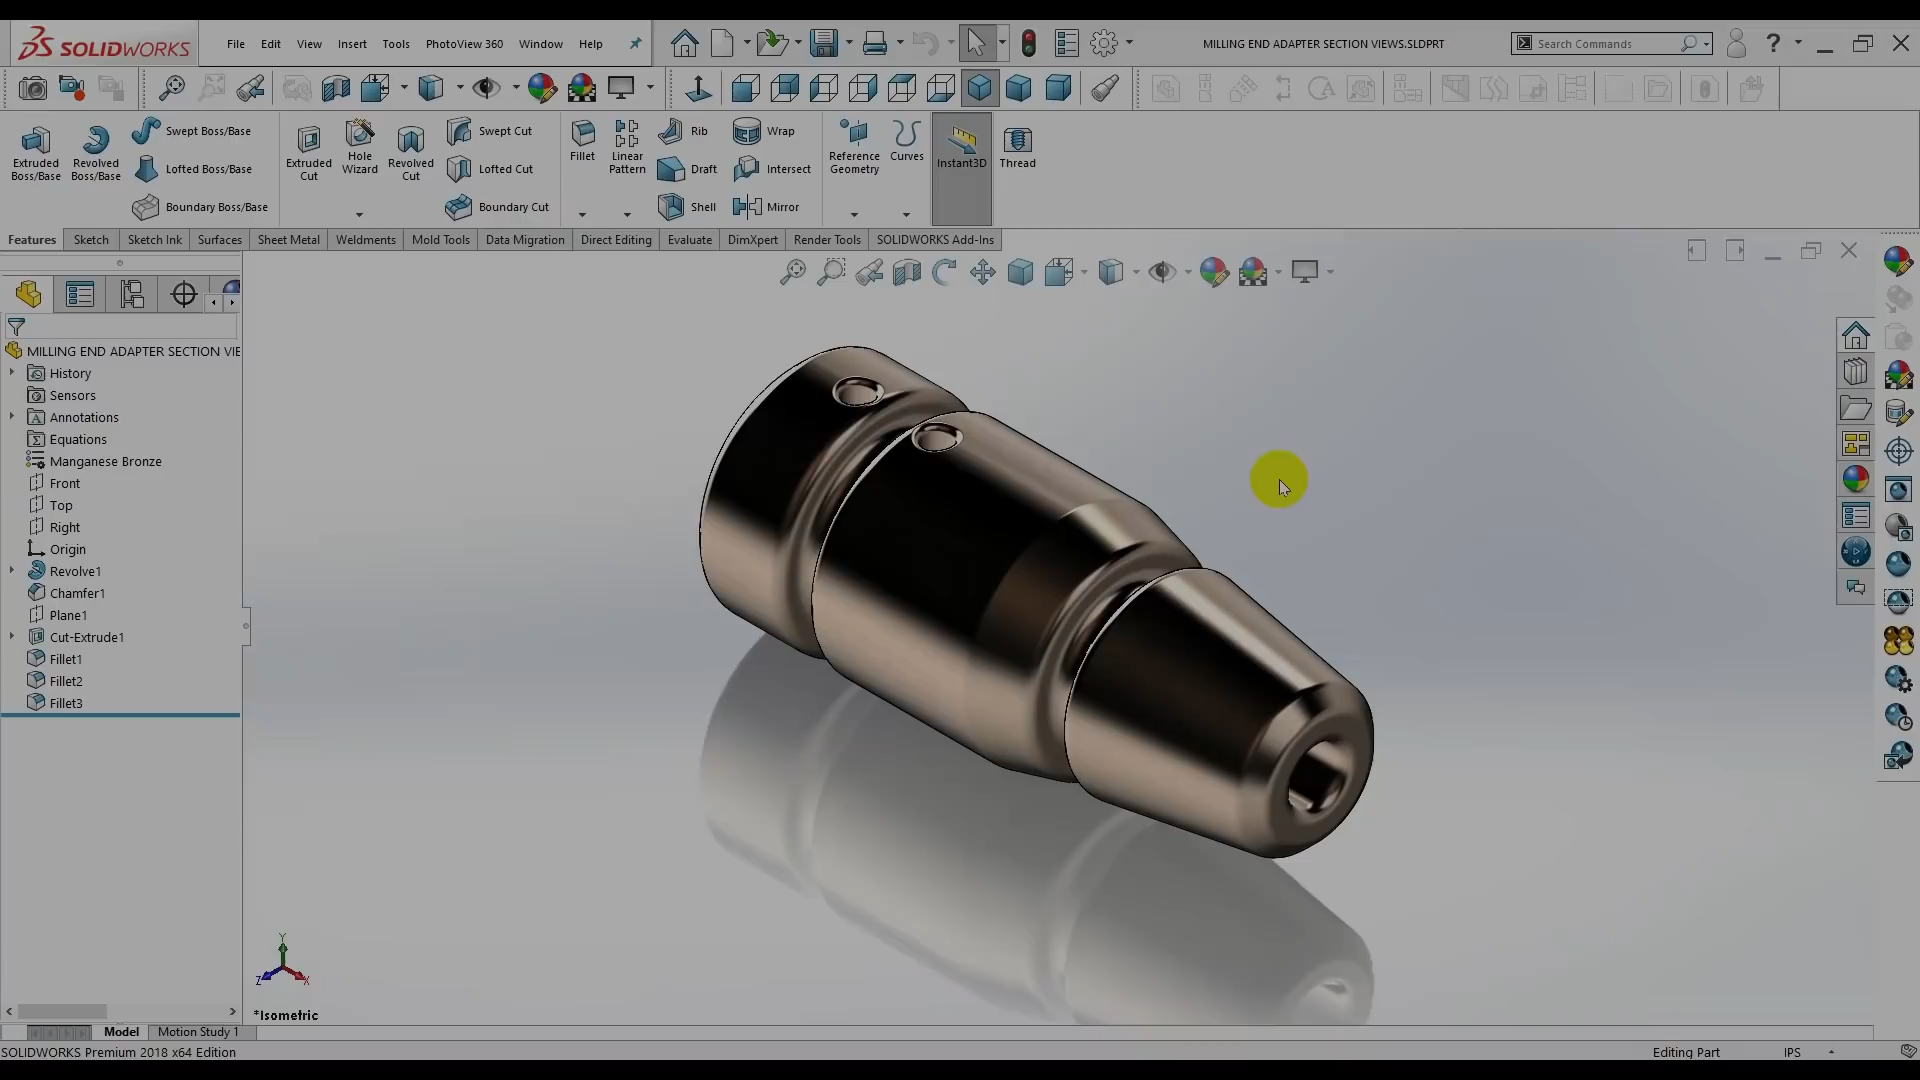 SOLIDWORKS
File Edit View Insert Tools PhotoView 360 Window Help
MILLING END ADAPTER SECTION VIEWS.SLDPRT
Search Commands
?
Extruded Boss/Base
Revolved Boss/Base
Swept Boss/Base
Lofted Boss/Base
Boundary Boss/Base
Extruded Cut
Hole Wizard
Revolved Cut
Swept Cut
Lofted Cut
Boundary Cut
Fillet
Linear Pattern
Rib
Draft
Shell
Wrap
Intersect
Mirror
Reference Geometry
Curves
Instant3D
Thread
Features Sketch Sketch Ink Surfaces Sheet Metal Weldments Mold Tools Data Migration Direct Editing Evaluate DimXpert Render Tools SOLIDWORKS Add-Ins
MILLING END ADAPTER SECTION VIE
History
Sensors
Annotations
Equations
Manganese Bronze
Front
Top
Right
Origin
Revolve1
Chamfer1
Plane1
Cut-Extrude1
Fillet1
Fillet2
Fillet3
Y
Z
X
*Isometric
Model Motion Study 1
SOLIDWORKS Premium 2018 x64 Edition
Editing Part
IPS